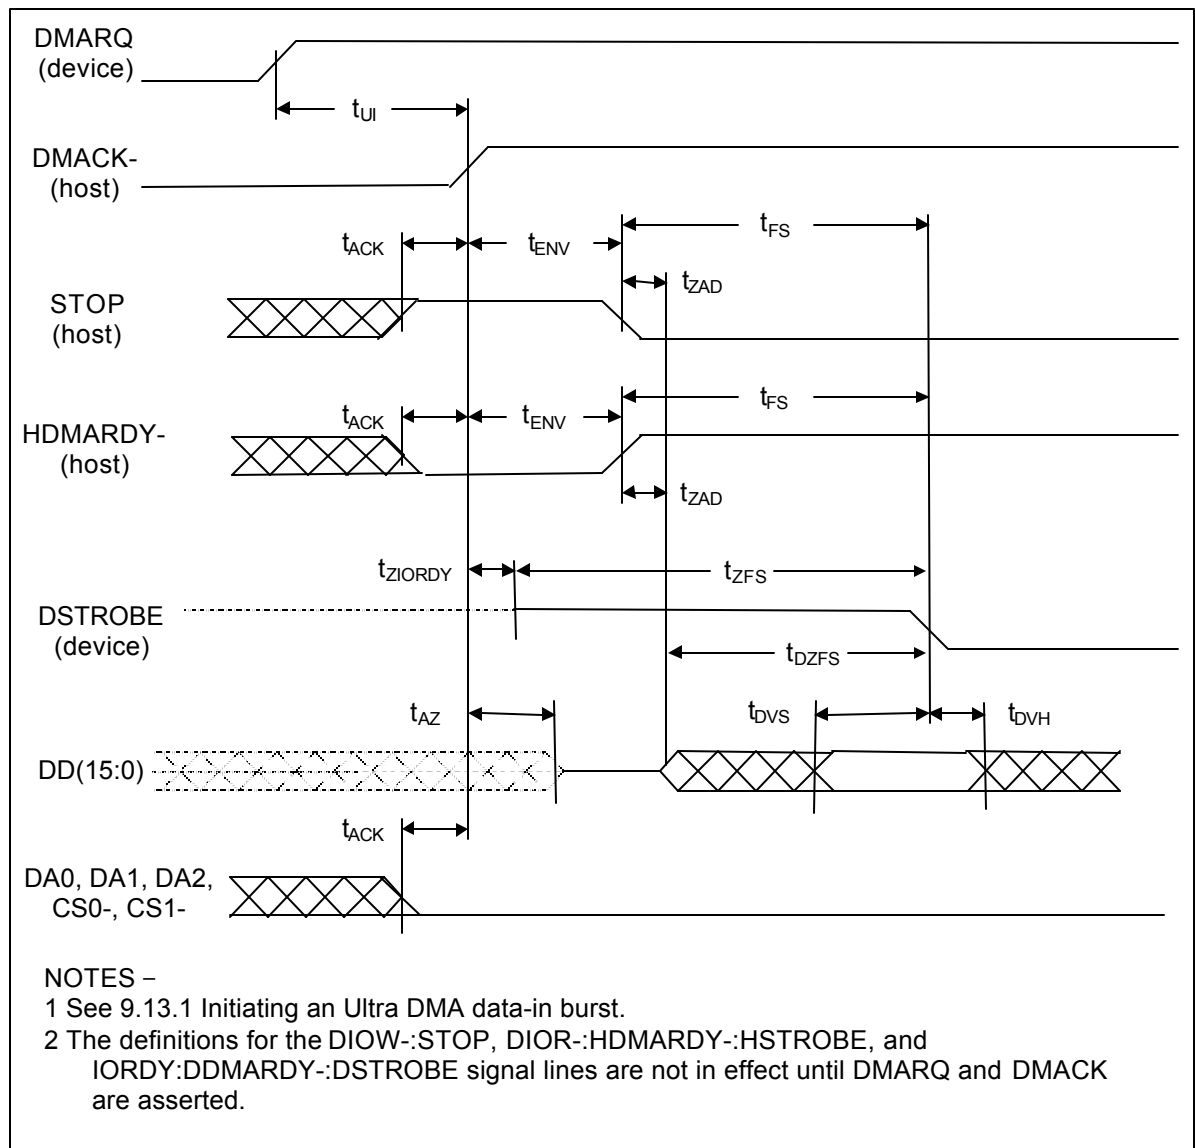 DMARQ
(device)
tUI
DMACK-
(host)
tACK
tENV
tFS
tZAD
STOP
(host)
tACK
tENV
tFS
HDMARDY-
(host)
tZAD
tZIORDY
tZFS
DSTROBE
(device)
tDZFS
tAZ
tDVS
tDVH
DD(15:0)
tACK
DA0, DA1, DA2,
CS0-, CS1-
NOTES –
1 See 9.13.1 Initiating an Ultra DMA data-in burst.
2 The definitions for the DIOW-:STOP, DIOR-:HDMARDY-:HSTROBE, and
IORDY:DDMARDY-:DSTROBE signal lines are not in effect until DMARQ and DMACK
are asserted.